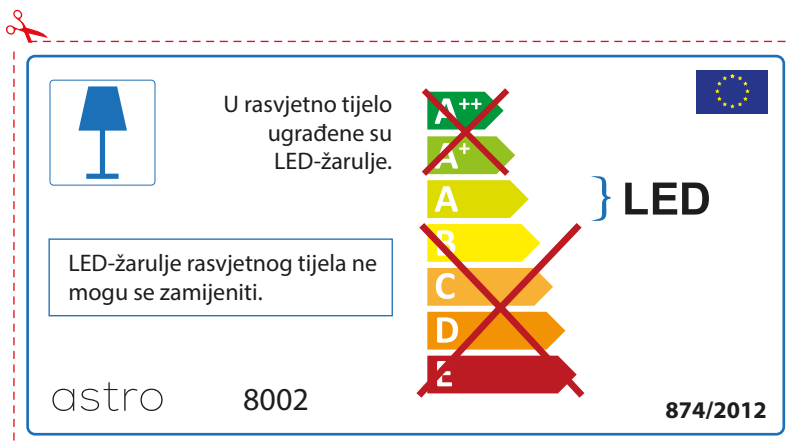 U rasvjetno tijelo
ugrađene su
LED-žarulje.
LED-žarulje rasvjetnog tijela ne
mogu se zamijeniti.
A++
A+
A
B
C
D
E
LED
astro
8002
874/2012